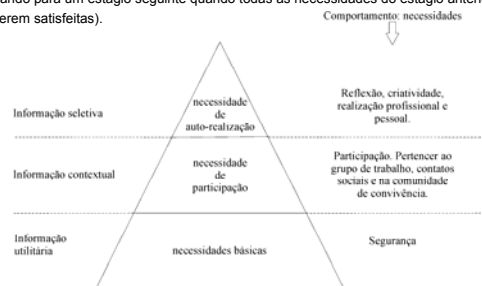 ando para um estágio seguinte quando todas as necessidades do estágio anteri
erem satisfeitas).
Comportamento: necessidades
Informação seletiva
necessidade
de
auto-realização
Reflexão, criatividade,
realização profissional e
pessoal.
Informação contextual
necessidade
de
participação
Participação. Pertencer ao
grupo de trabalho, contatos
sociais e na comunidade
de convivência.
Informação
utilitária
necessidades básicas
Segurança